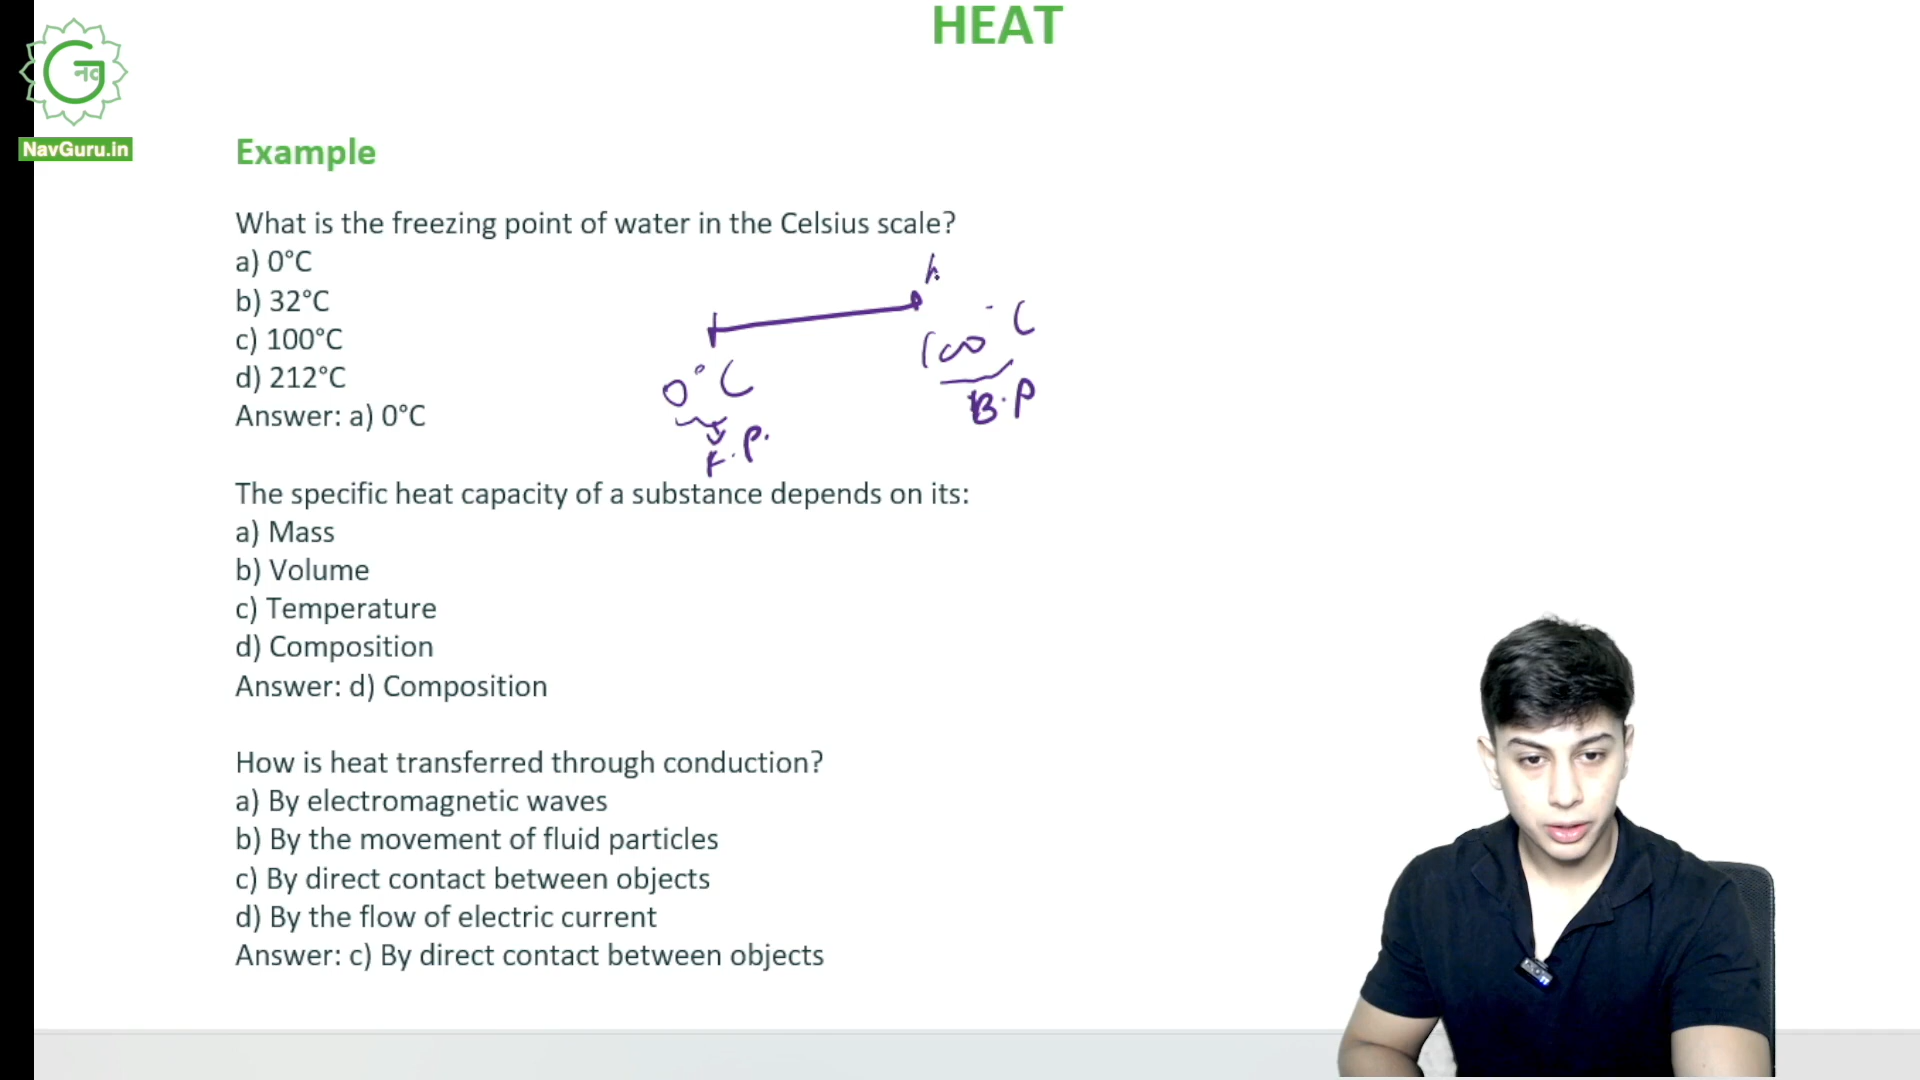 HEAT
नव
NavGuru.in
Example
What is the freezing point of water in the Celsius scale?
a) 0°C
b) 32°C
c) 100°C
d) 212°C
Answer: a) 0°C
0°C
F.P.
100°C
B.P
The specific heat capacity of a substance depends on its:
a) Mass
b) Volume
c) Temperature
d) Composition
Answer: d) Composition
How is heat transferred through conduction?
a) By electromagnetic waves
b) By the movement of fluid particles
c) By direct contact between objects
d) By the flow of electric current
Answer: c) By direct contact between objects